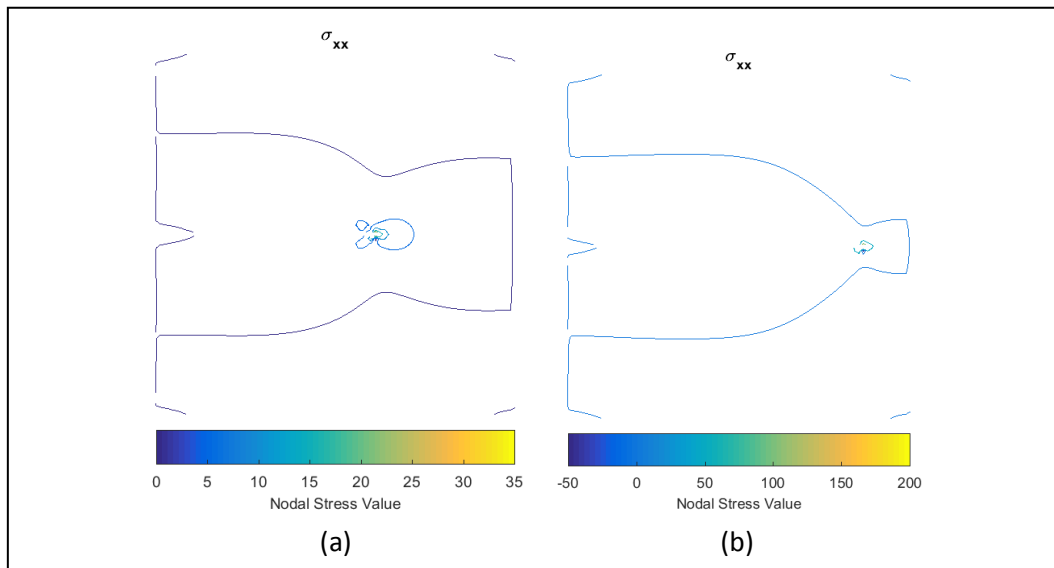 σxx
0 5 10 15 20 25 30 35
Nodal Stress Value
(a)
σxx
-50 0 50 100 150 200
Nodal Stress Value
(b)